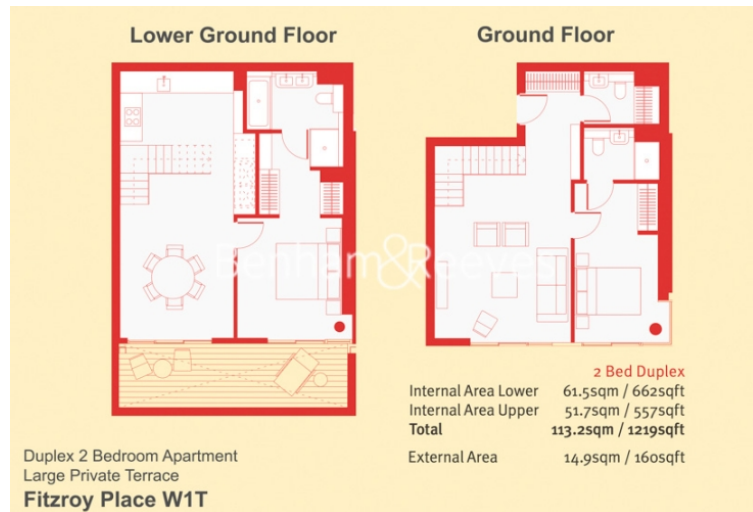 Lower Ground Floor
Ground Floor
Benham&Reeves
2 Bed Duplex
Internal Area Lower 61.5sqm / 662sqft
Internal Area Upper 51.7sqm / 557sqft
Total 113.2sqm / 1219sqft
External Area 14.9sqm / 160sqft
Duplex 2 Bedroom Apartment
Large Private Terrace
Fitzroy Place W1T